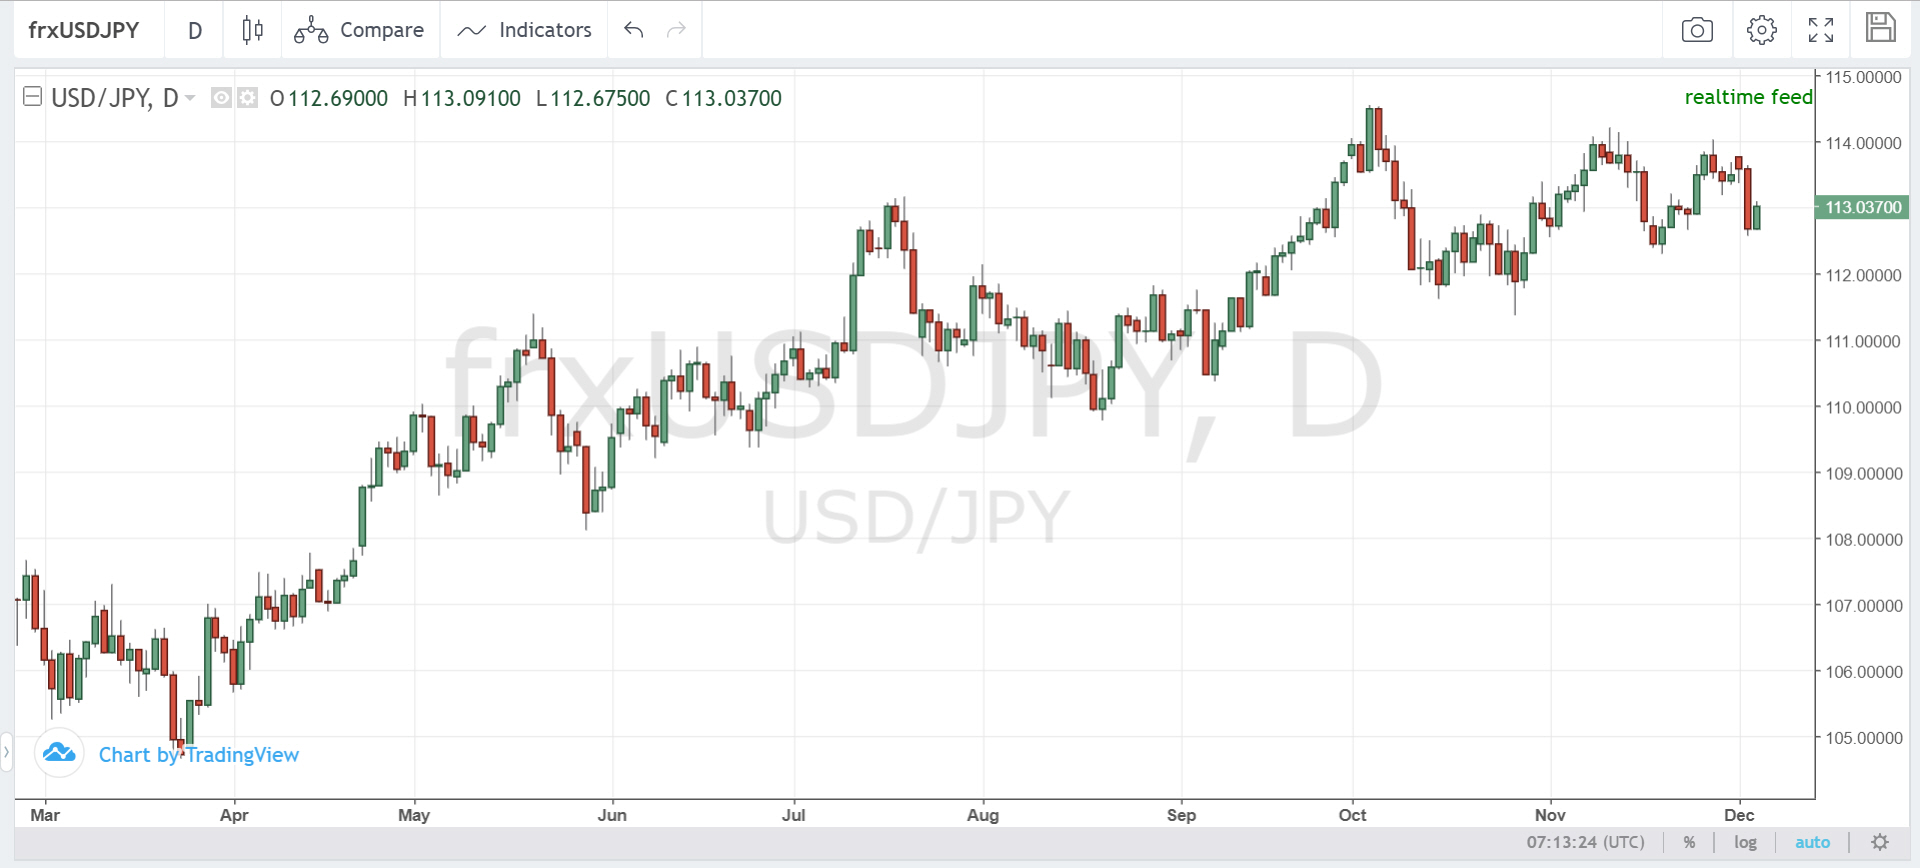 frxUSDJPY D Compare Indicators
USD/JPY, D O 112.69000 H 113.09100 L 112.67500 C 113.03700
realtime feed
115.00000
114.00000
113.03700
112.00000
111.00000
110.00000
109.00000
108.00000
107.00000
106.00000
105.00000
frxUSDJPY, D
USD/JPY
Chart by TradingView
Mar Apr May Jun Jul Aug Sep Oct Nov Dec
07:13:24 (UTC) % log auto